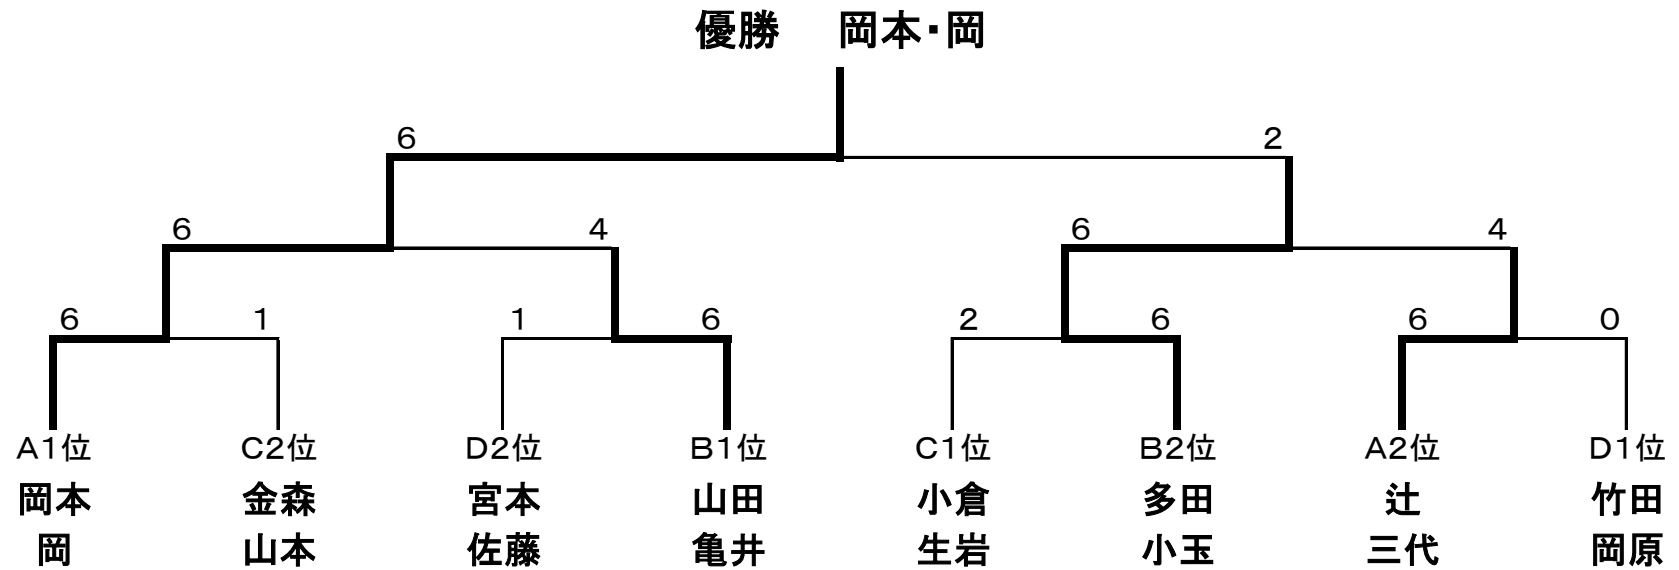 優勝　岡本・岡
６ ２
６ ４ ６ ４
６ １ １ ６ ２ ６ ６ ０
Ａ１位 Ｃ２位 Ｄ２位 Ｂ１位 Ｃ１位 Ｂ２位 Ａ２位 Ｄ１位
岡本 金森 宮本 山田 小倉 多田 辻 竹田
岡 山本 佐藤 亀井 生岩 小玉 三代 岡原